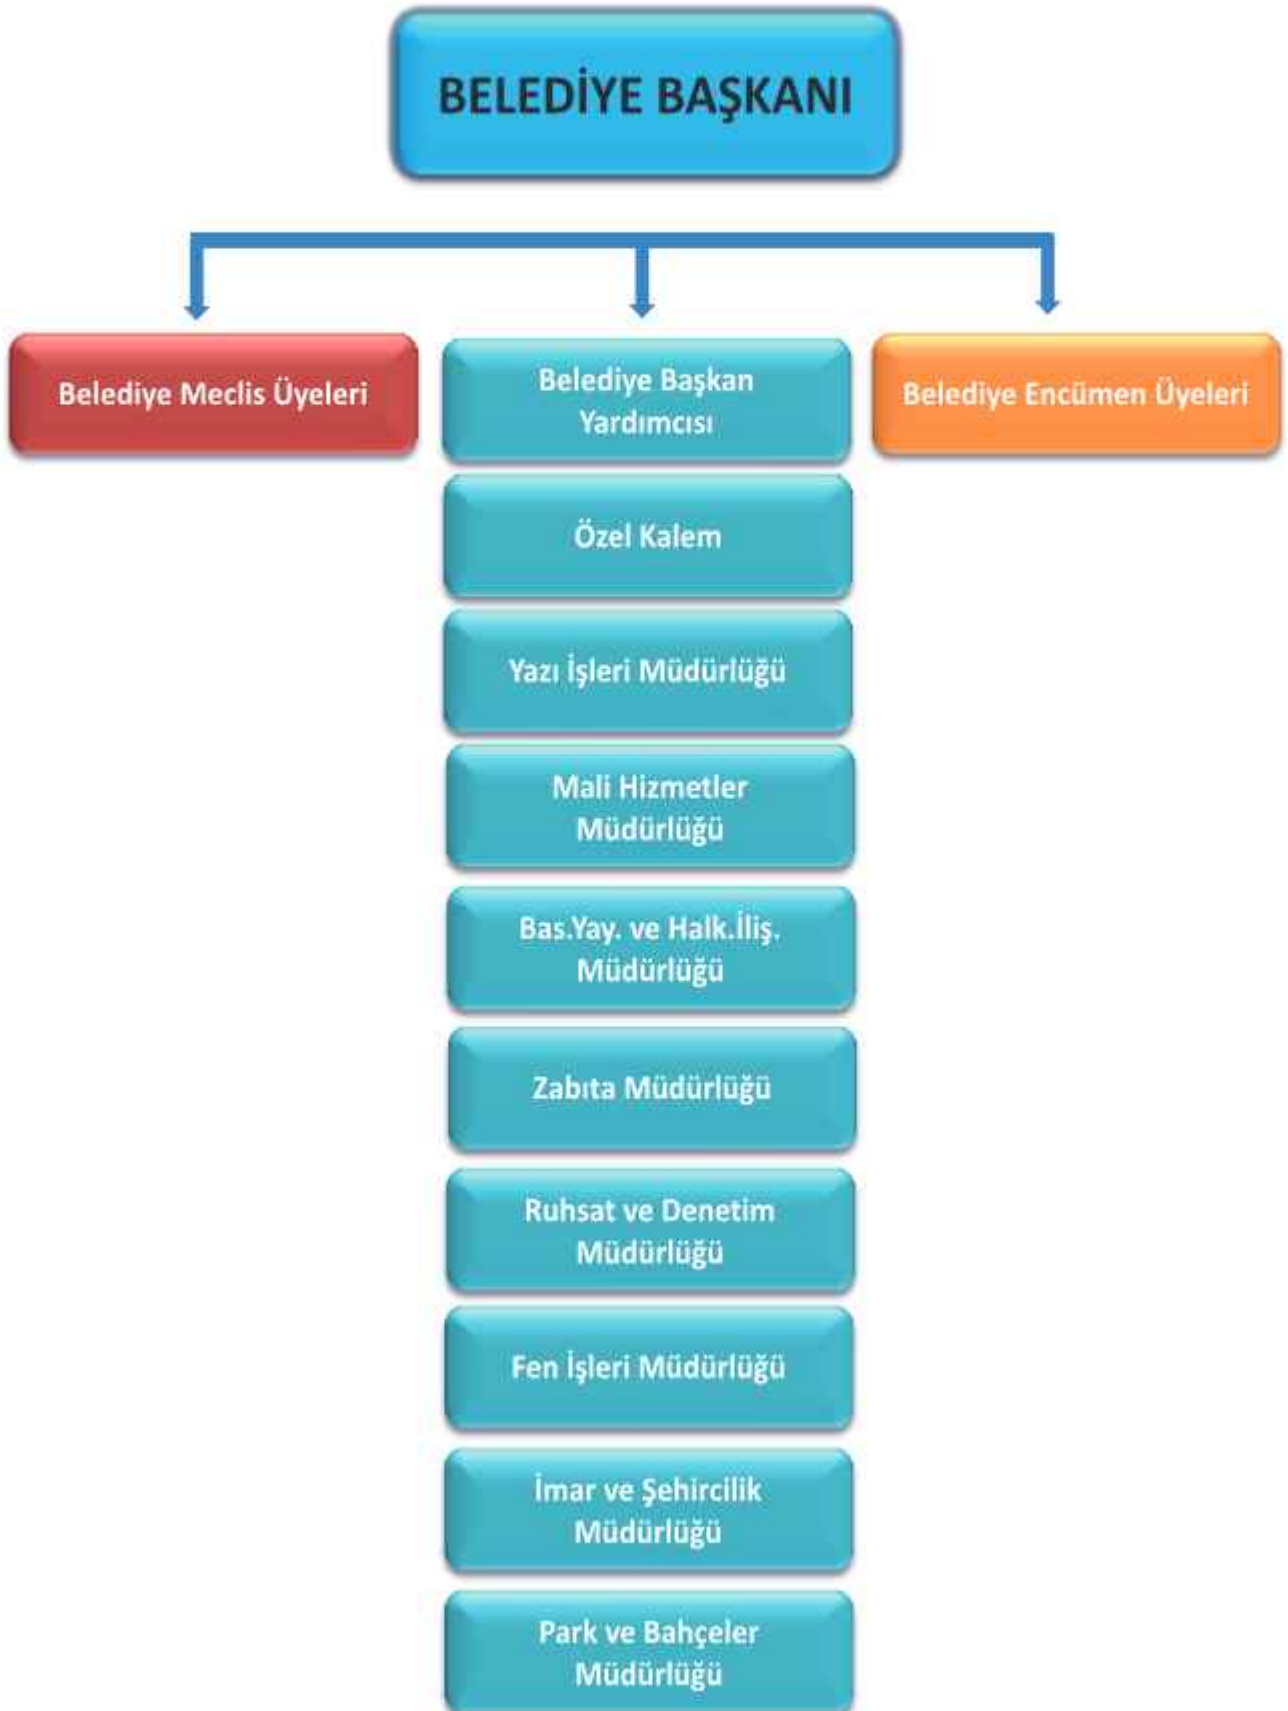 BELEDİYE BAŞKANI
Belediye Meclis Üyeleri
Belediye Başkan
Yardımcısı
Belediye Encümen Üyeleri
Özel Kalem
Yazı İşleri Müdürlüğü
Mali Hizmetler
Müdürlüğü
Bas.Yay. ve Halk.İliş.
Müdürlüğü
Zabıta Müdürlüğü
Ruhsat ve Denetim
Müdürlüğü
Fen İşleri Müdürlüğü
İmar ve Şehircilik
Müdürlüğü
Park ve Bahçeler
Müdürlüğü